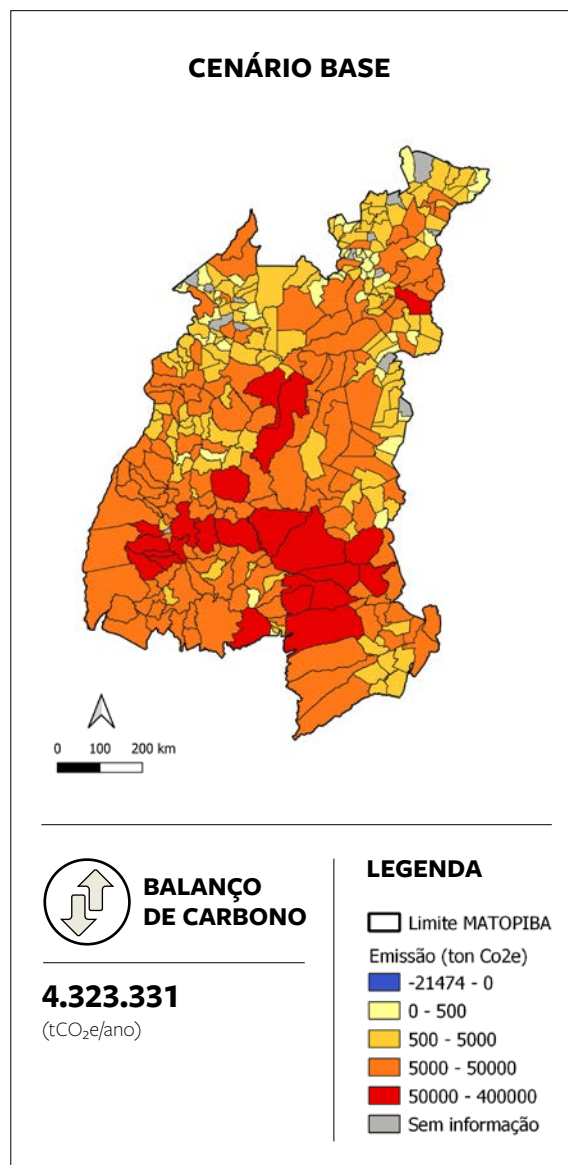 CENÁRIO BASE
0 100 200 km
BALANÇO
DE CARBONO
4.323.331
(tCO₂e/ano)
LEGENDA
Limite MATOPIBA
Emissão (ton Co2e)
-21474 - 0
0 - 500
500 - 5000
5000 - 50000
50000 - 400000
Sem informação